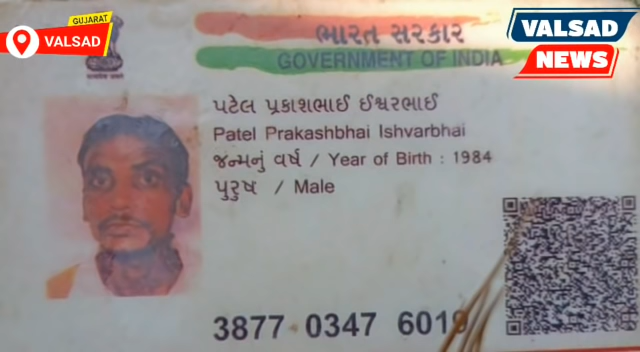 GUJARAT
VALSAD
VALSAD
NEWS
ભારત સરકાર
GOVERNMENT OF INDIA
પટેલ પ્રકાશભાઈ ઈશ્વરભાઈ
Patel Prakashbhai Ishvarbhai
જન્મનું વર્ષ / Year of Birth : 1984
પુરુષ / Male
3877 0347